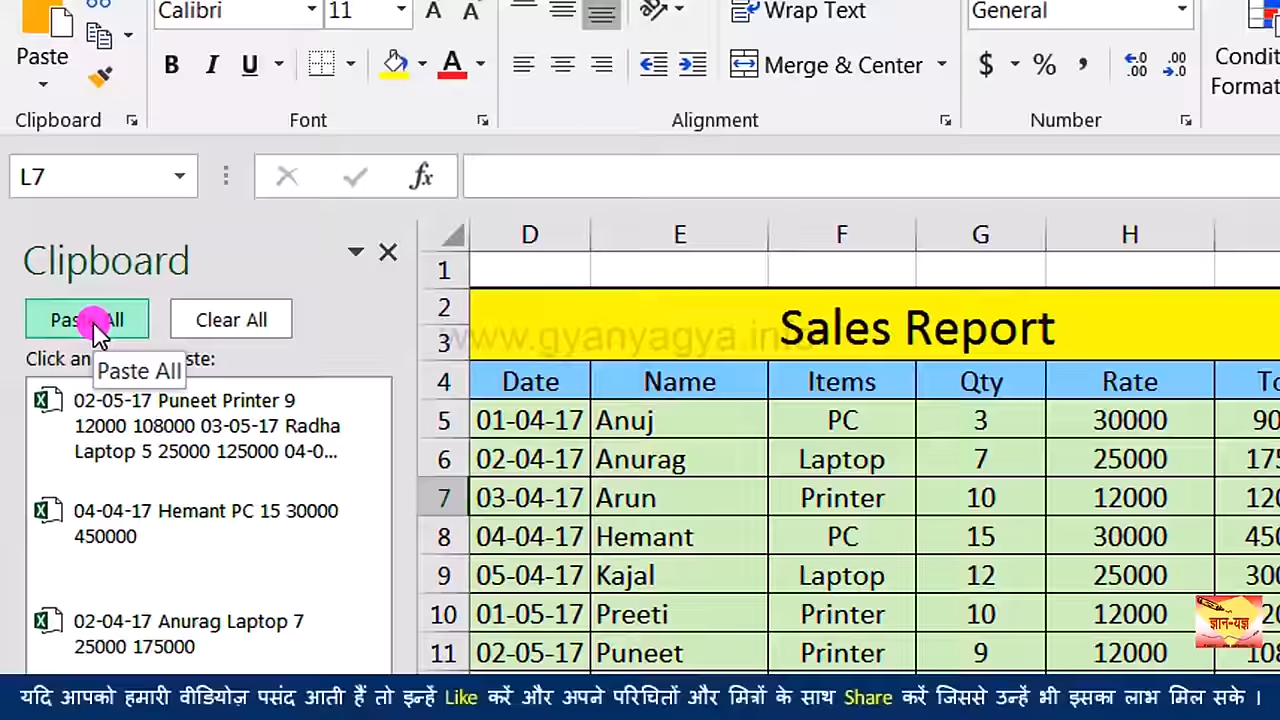 Calibri 11 A A Wrap Text General
Paste B I U A Merge & Center $ % , Condi
Format
Clipboard Font Alignment Number
L7 fx
Clipboard
D E F G H
Paste All Clear All
Click an te:
Paste All
02-05-17 Puneet Printer 9
12000 108000 03-05-17 Radha
Laptop 5 25000 125000 04-0...
04-04-17 Hemant PC 15 30000
450000
02-04-17 Anurag Laptop 7
25000 175000
1
2
3
Sales Report
www.gyanyagya.in
4 Date Name Items Qty Rate To
5 01-04-17 Anuj PC 3 30000 90
6 02-04-17 Anurag Laptop 7 25000 175
7 03-04-17 Arun Printer 10 12000 120
8 04-04-17 Hemant PC 15 30000 450
9 05-04-17 Kajal Laptop 12 25000 300
10 01-05-17 Preeti Printer 10 12000
11 02-05-17 Puneet Printer 9 12000 108
ज्ञान-यज्ञ
यदि आपको हमारी वीडियोज़ पसंद आती हैं तो इन्हें Like करें और अपने परिचितों और मित्रों के साथ Share करें जिससे उन्हें भी इसका लाभ मिल सके ।